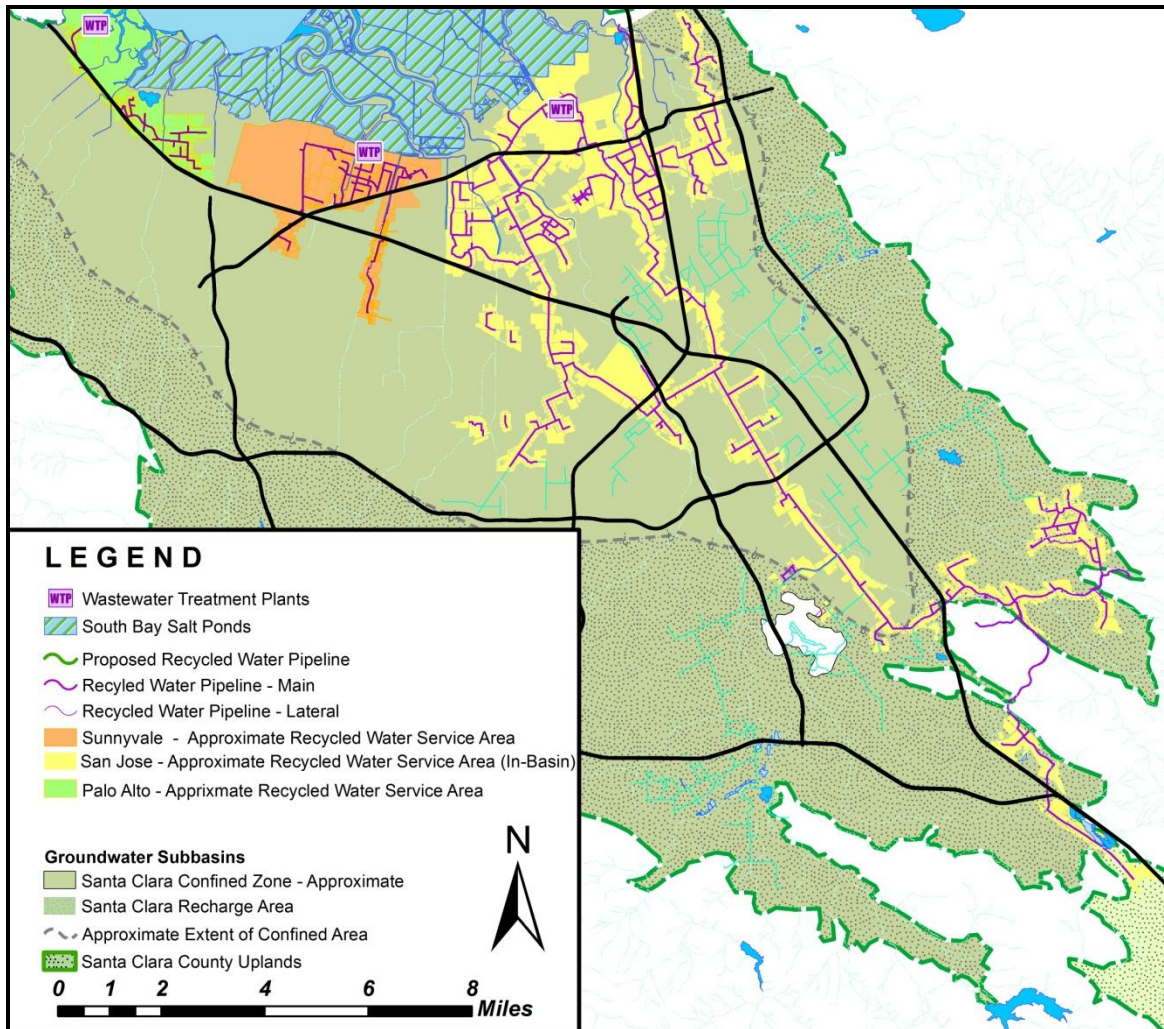 WTP
WTP
WTP
LEGEND
WTP Wastewater Treatment Plants
South Bay Salt Ponds
Proposed Recycled Water Pipeline
Recyled Water Pipeline - Main
Recycled Water Pipeline - Lateral
Sunnyvale - Approximate Recycled Water Service Area
San Jose - Approximate Recycled Water Service Area (In-Basin)
Palo Alto - Apprixmate Recycled Water Service Area
Groundwater Subbasins
Santa Clara Confined Zone - Approximate
Santa Clara Recharge Area
Approximate Extent of Confined Area
Santa Clara County Uplands
N
0 1 2 4 6 8
Miles